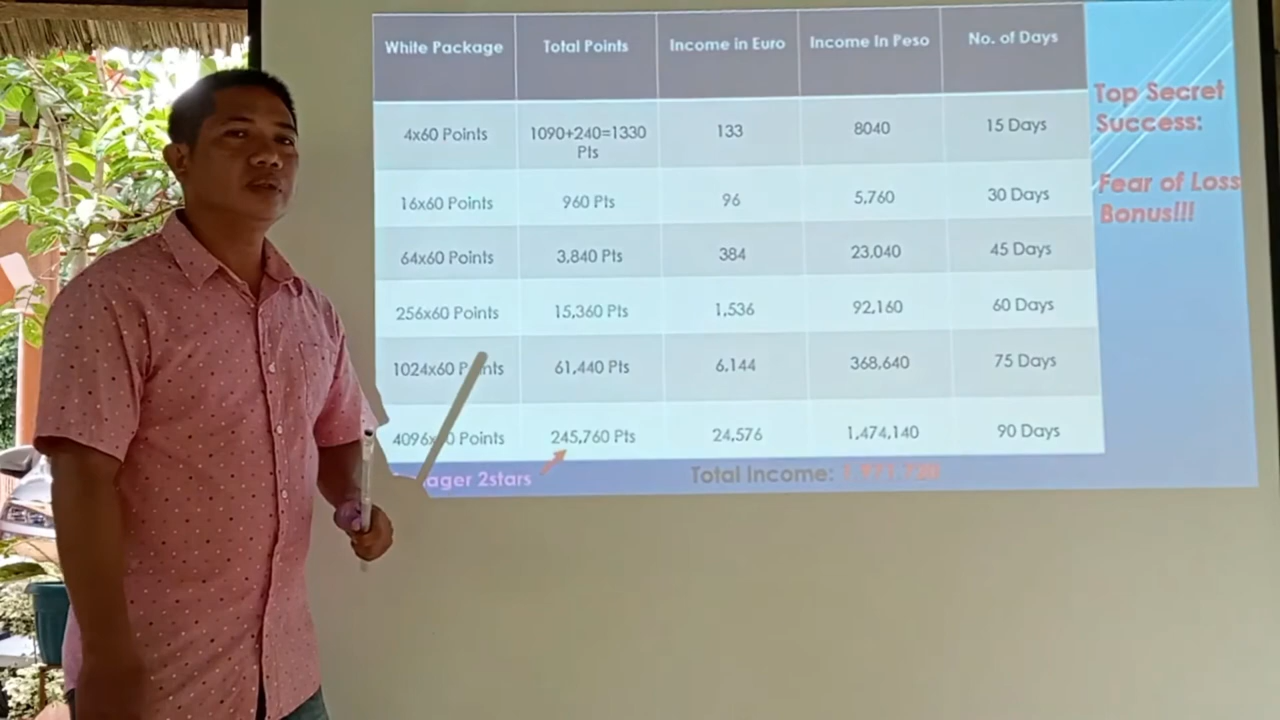 White Package Total Points Income in Euro Income In Peso No. of Days
4x60 Points 1090+240=1330 Pts 133 8040 15 Days
16x60 Points 960 Pts 96 5,760 30 Days
64x60 Points 3,840 Pts 384 23,040 45 Days
256x60 Points 15,360 Pts 1,536 92,160 60 Days
1024x60 Points 61,440 Pts 6,144 368,640 75 Days
4096x60 Points 245,760 Pts 24,576 1,474,140 90 Days
2stars Total Income:
Top Secret
Success:
Fear of Loss
Bonus!!!